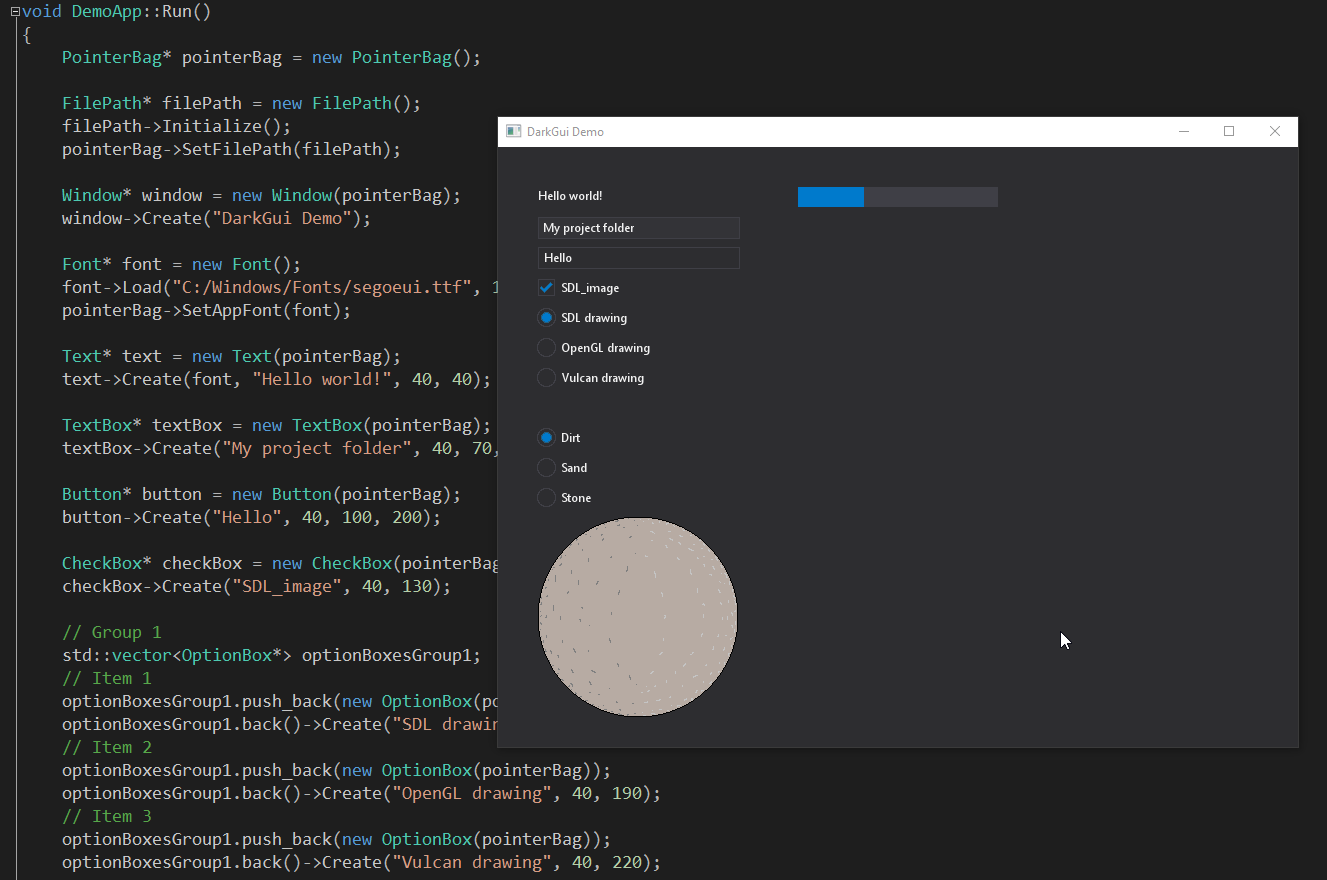 void DemoApp::Run()
{
PointerBag* pointerBag = new PointerBag();
FilePath* filePath = new FilePath();
filePath->Initialize();
pointerBag->SetFilePath(filePath);
Window* window = new Window(pointerBag);
window->Create("DarkGui Demo");
Font* font = new Font();
font->Load("C:/Windows/Fonts/segoeui.ttf", 1
pointerBag->SetAppFont(font);
Text* text = new Text(pointerBag);
text->Create(font, "Hello world!", 40, 40);
TextBox* textBox = new TextBox(pointerBag);
textBox->Create("My project folder", 40, 70,
Button* button = new Button(pointerBag);
button->Create("Hello", 40, 100, 200);
CheckBox* checkBox = new CheckBox(pointerBag
checkBox->Create("SDL_image", 40, 130);
// Group 1
std::vector<OptionBox*> optionBoxesGroup1;
// Item 1
optionBoxesGroup1.push_back(new OptionBox(po
optionBoxesGroup1.back()->Create("SDL drawin
// Item 2
optionBoxesGroup1.push_back(new OptionBox(pointerBag));
optionBoxesGroup1.back()->Create("OpenGL drawing", 40, 190);
// Item 3
optionBoxesGroup1.push_back(new OptionBox(pointerBag));
optionBoxesGroup1.back()->Create("Vulcan drawing", 40, 220);
DarkGui Demo
Hello world!
My project folder
Hello
SDL_image
SDL drawing
OpenGL drawing
Vulcan drawing
Dirt
Sand
Stone